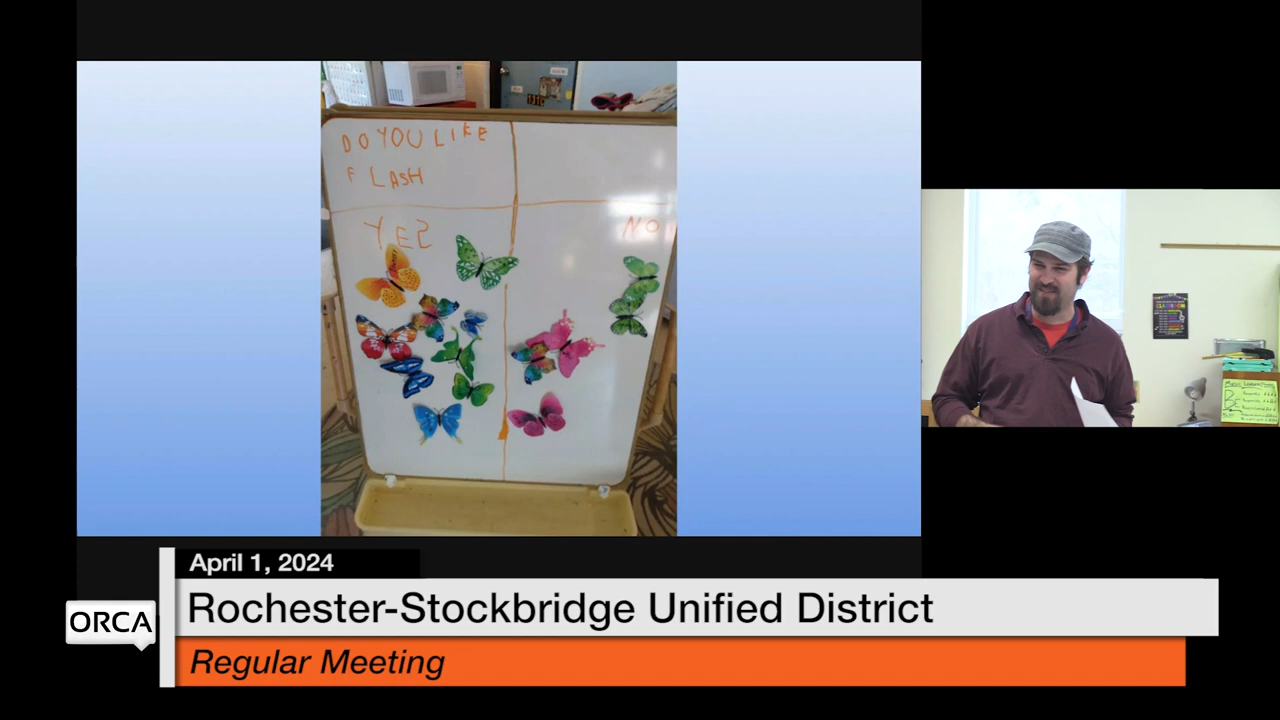 DO YOU LIKE
FLASH
YES
NO
April 1, 2024
Rochester-Stockbridge Unified District
ORCA
Regular Meeting